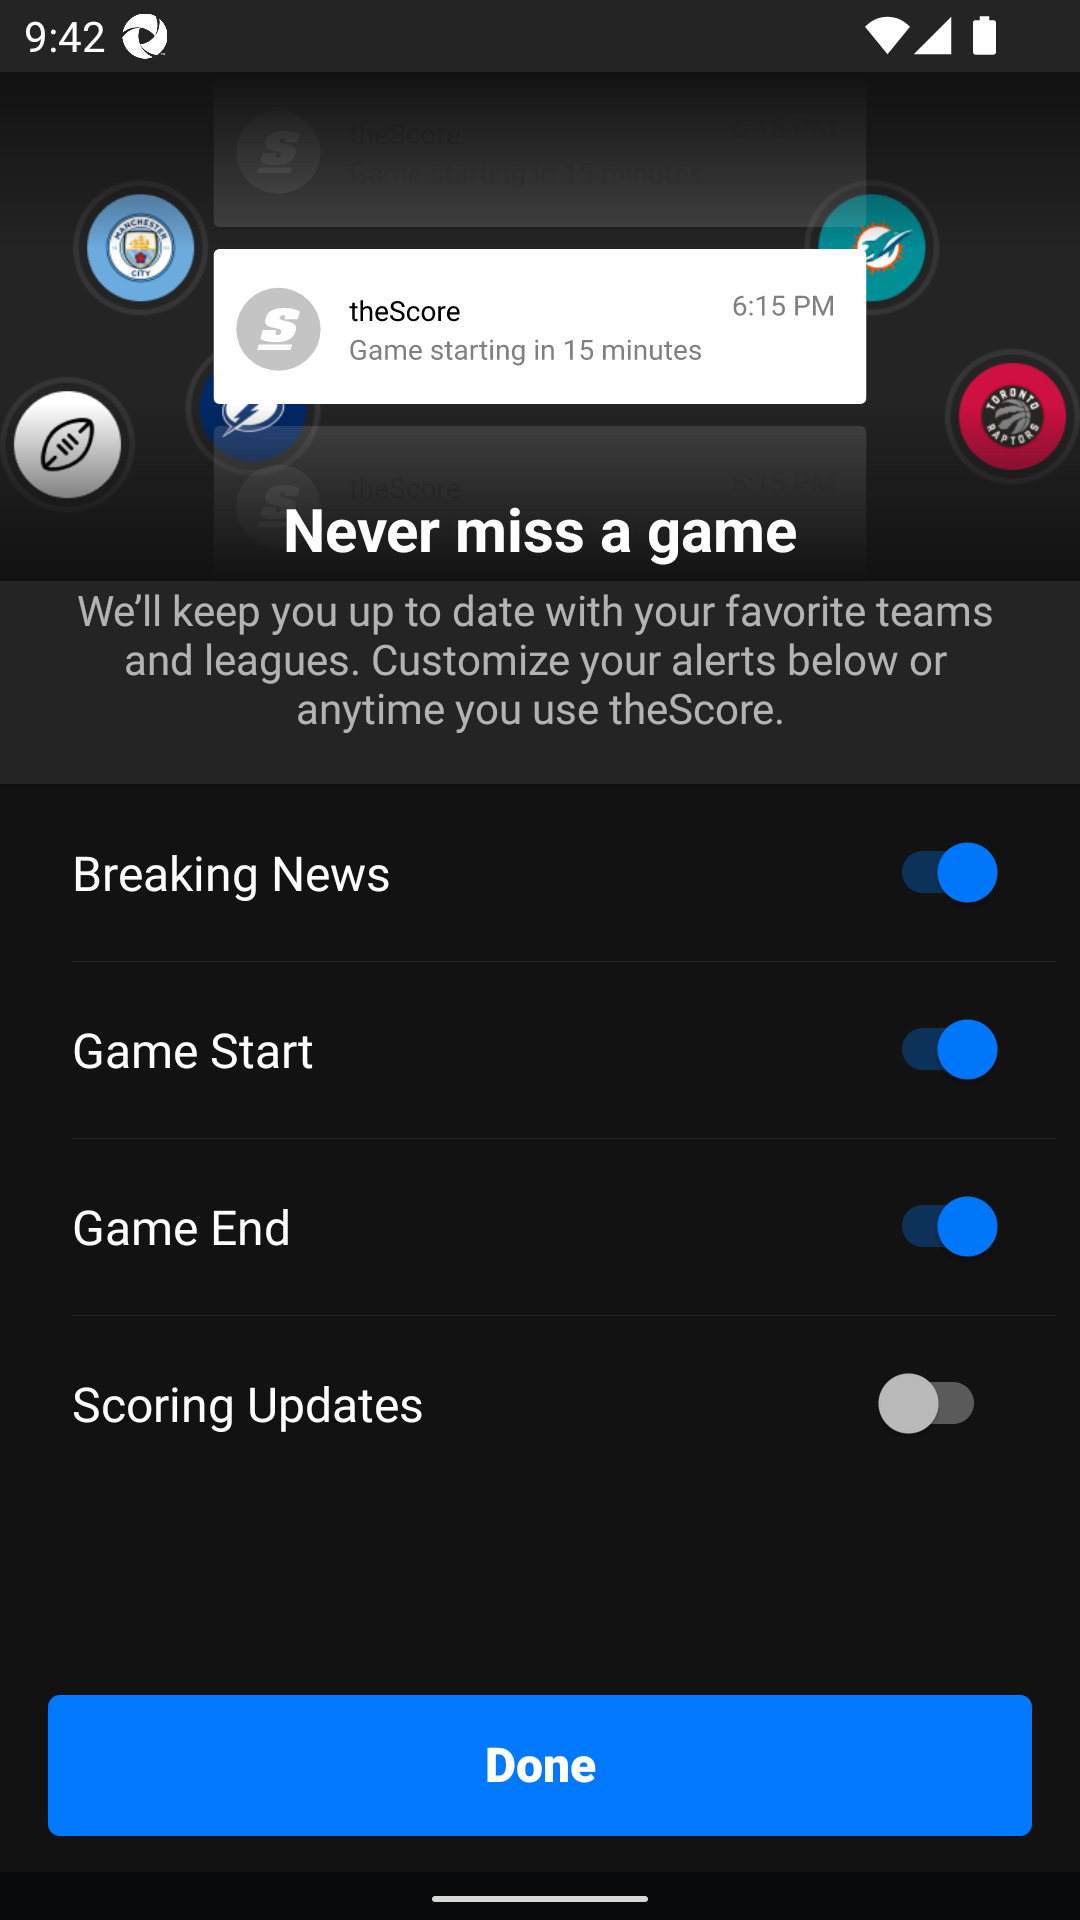 9:42
theScore 6:15 PM
Game starting in 15 minutes
MANCHESTER
CITY
theScore 6:15 PM
Game starting in 15 minutes
TORONTO
RAPTORS
theScore 6:15 PM
Never miss a game
We’ll keep you up to date with your favorite teams
and leagues. Customize your alerts below or
anytime you use theScore.
Breaking News
Game Start
Game End
Scoring Updates
Done